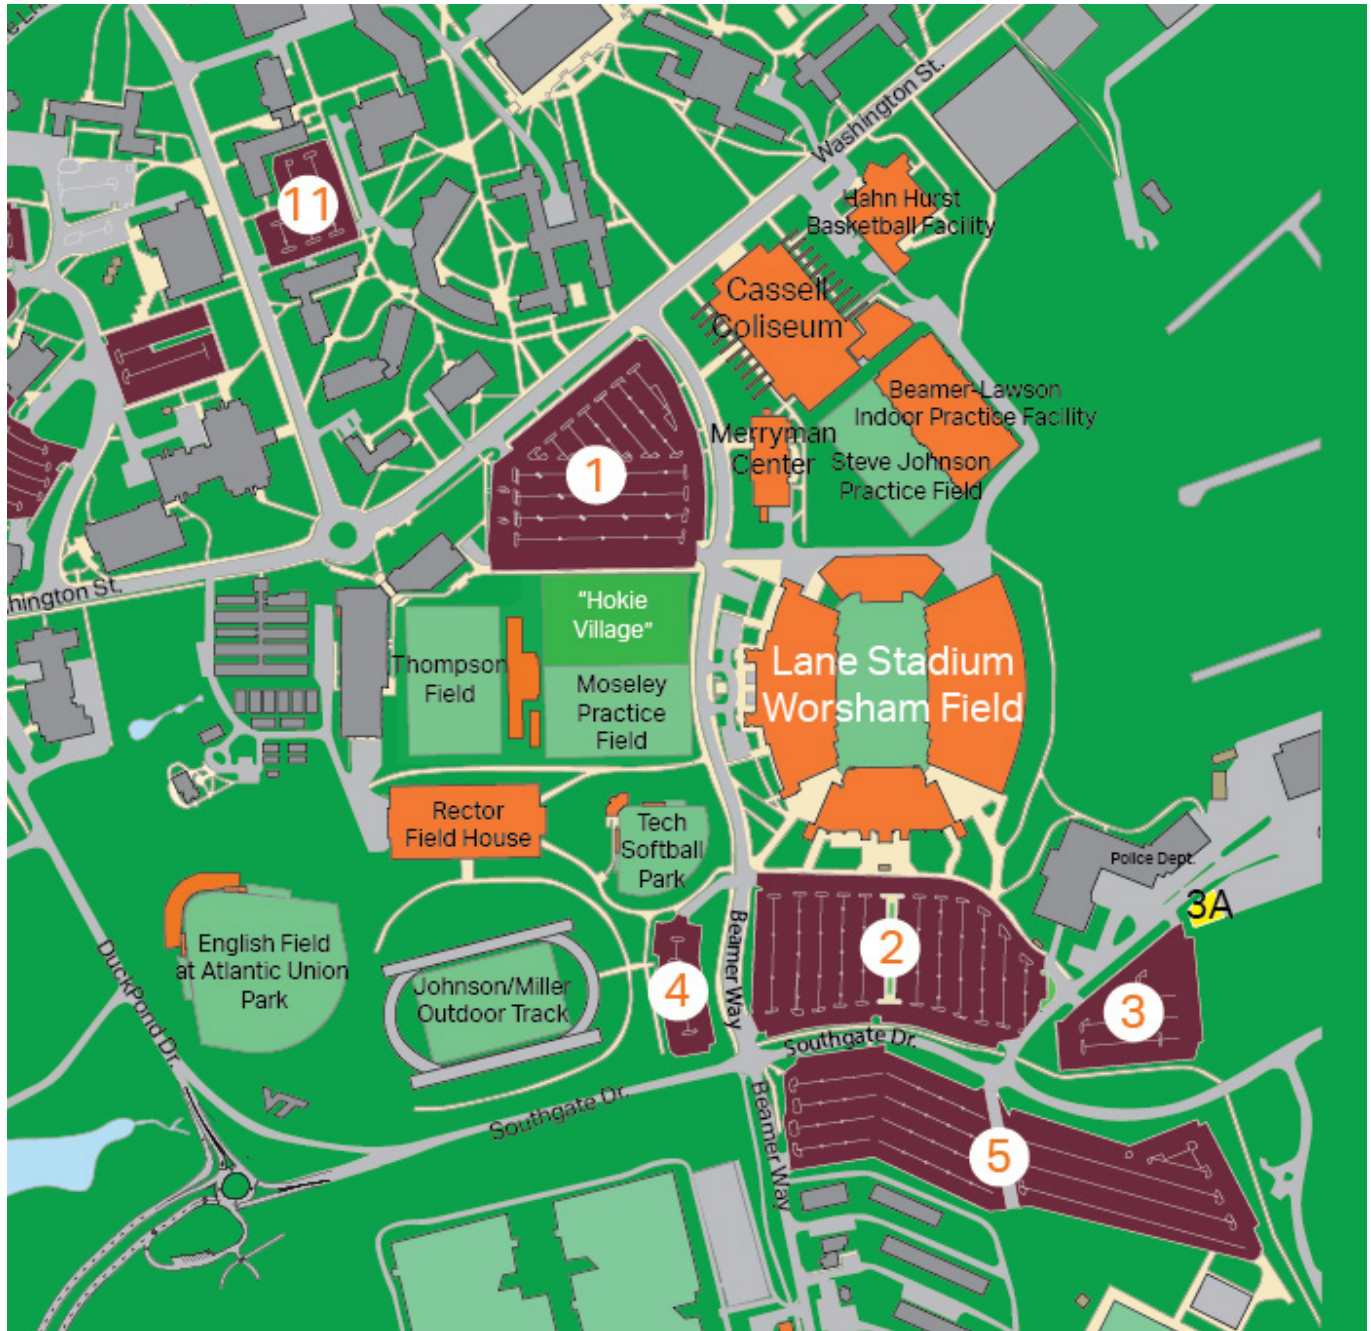 Washington St.
11
Hahn Hurst
Basketball Facility
Cassell
Coliseum
Beamer-Lawson
Indoor Practise Facility
Merryman
Center
Steve Johnson
Practice Field
1
hington St.
"Hokie
Village"
Thompson
Field
Moseley
Practice
Field
Lane Stadium
Worsham Field
Rector
Field House
Tech
Softball
Park
Police Dept.
3A
English Field
at Atlantic Union
Park
Johnson/Miller
Outdoor Track
4
Beamer Way
2
3
DuckPond Dr.
Southgate Dr.
VT
Southgate Dr.
Beamer Way
5